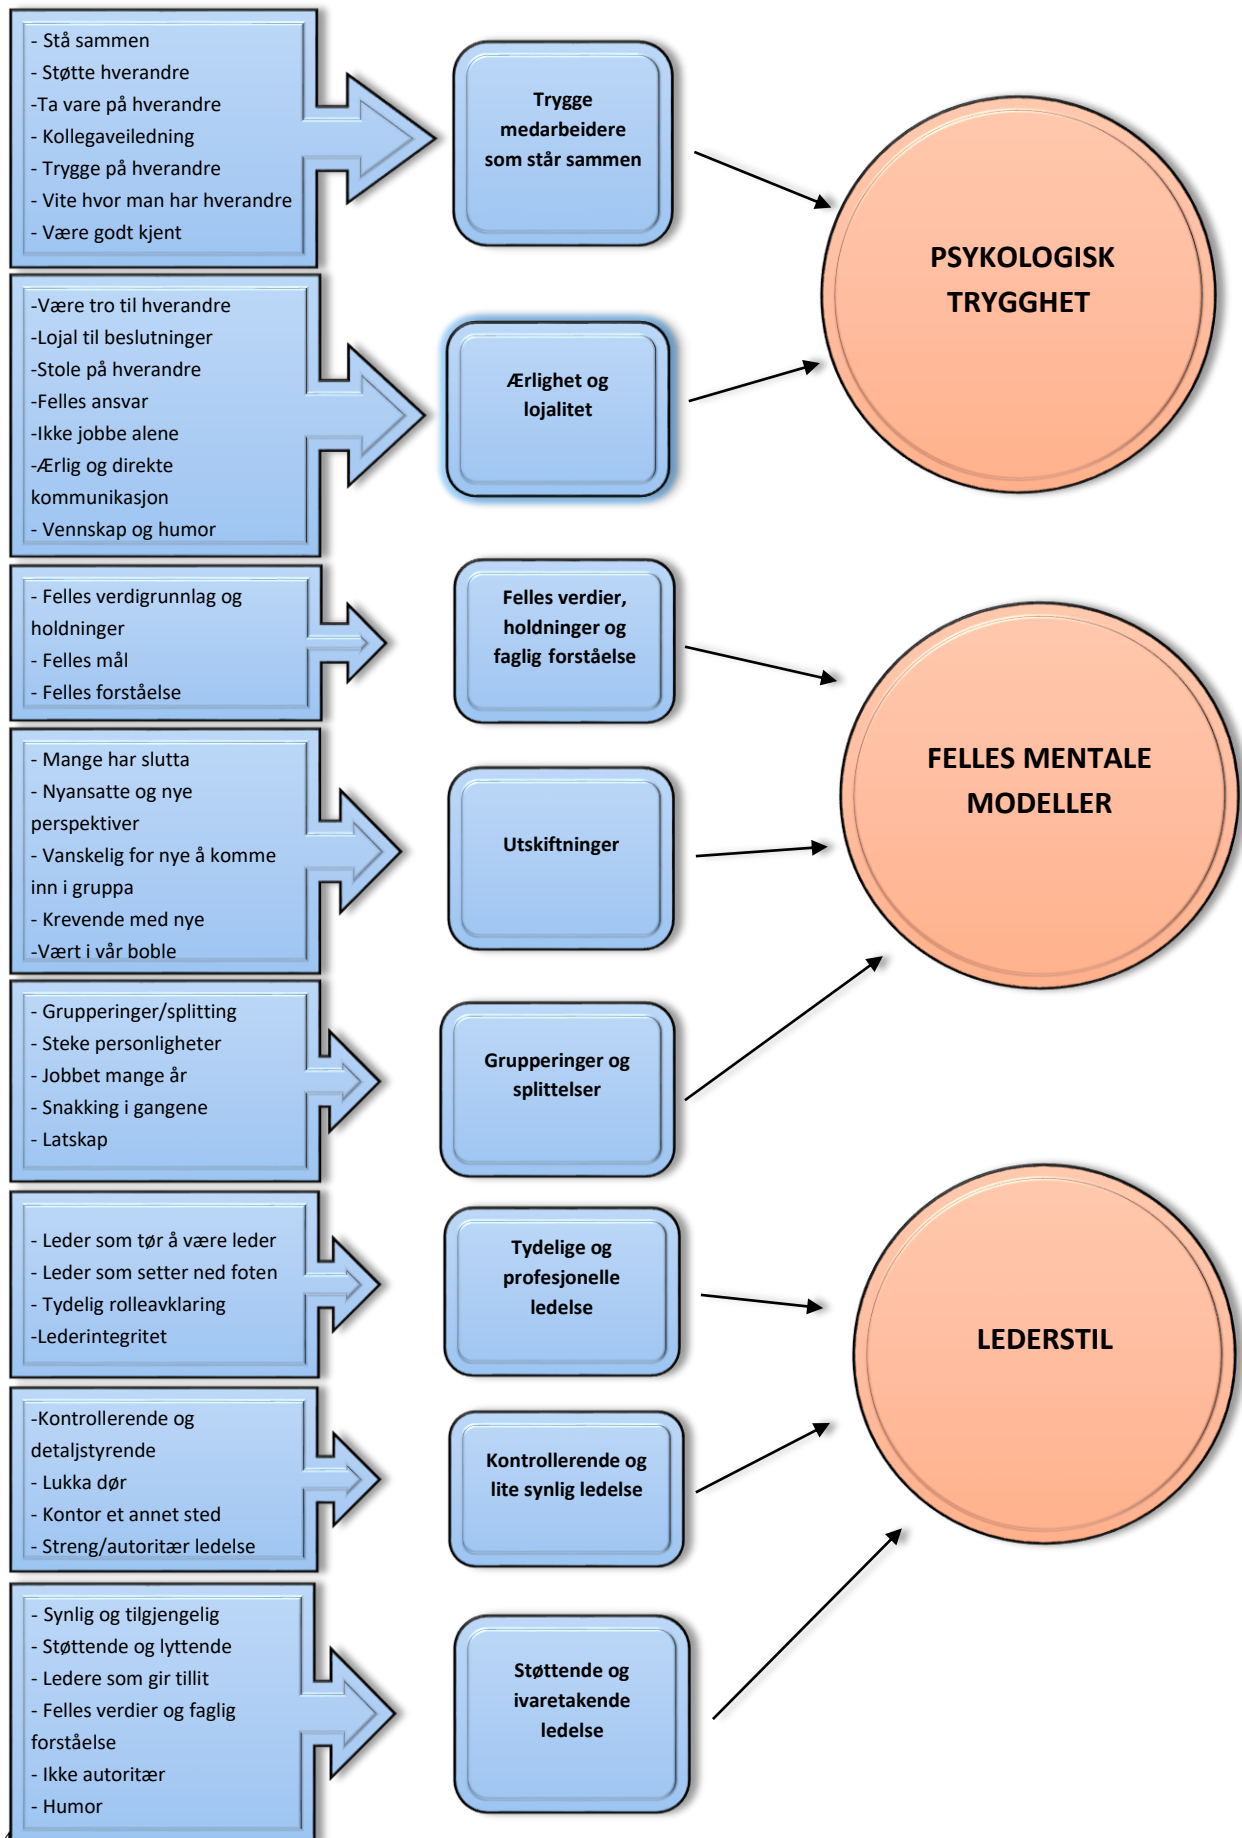 - Stå sammen
- Støtte hverandre
-Ta vare på hverandre
- Kollegaveiledning
- Trygge på hverandre
- Vite hvor man har hverandre
- Være godt kjent
Trygge
medarbeidere
som står sammen
PSYKOLOGISK
TRYGGHET
-Være tro til hverandre
-Lojal til beslutninger
-Stole på hverandre
-Felles ansvar
-Ikke jobbe alene
-Ærlig og direkte
kommunikasjon
- Vennskap og humor
Ærlighet og
lojalitet
- Felles verdigrunnlag og
holdninger
- Felles mål
- Felles forståelse
Felles verdier,
holdninger og
faglig forståelse
FELLES MENTALE
MODELLER
- Mange har slutta
- Nyansatte og nye
perspektiver
- Vanskelig for nye å komme
inn i gruppa
- Krevende med nye
-Vært i vår boble
Utskiftninger
- Grupperinger/splitting
- Steke personligheter
- Jobbet mange år
- Snakking i gangene
- Latskap
Grupperinger og
splittelser
- Leder som tør å være leder
- Leder som setter ned foten
- Tydelig rolleavklaring
-Lederintegritet
Tydelige og
profesjonelle
ledelse
LEDERSTIL
-Kontrollerende og
detaljstyrende
- Lukka dør
- Kontor et annet sted
- Streng/autoritær ledelse
Kontrollerende og
lite synlig ledelse
- Synlig og tilgjengelig
- Støttende og lyttende
- Ledere som gir tillit
- Felles verdier og faglig
forståelse
- Ikke autoritær
- Humor
Støttende og
ivaretakende
ledelse